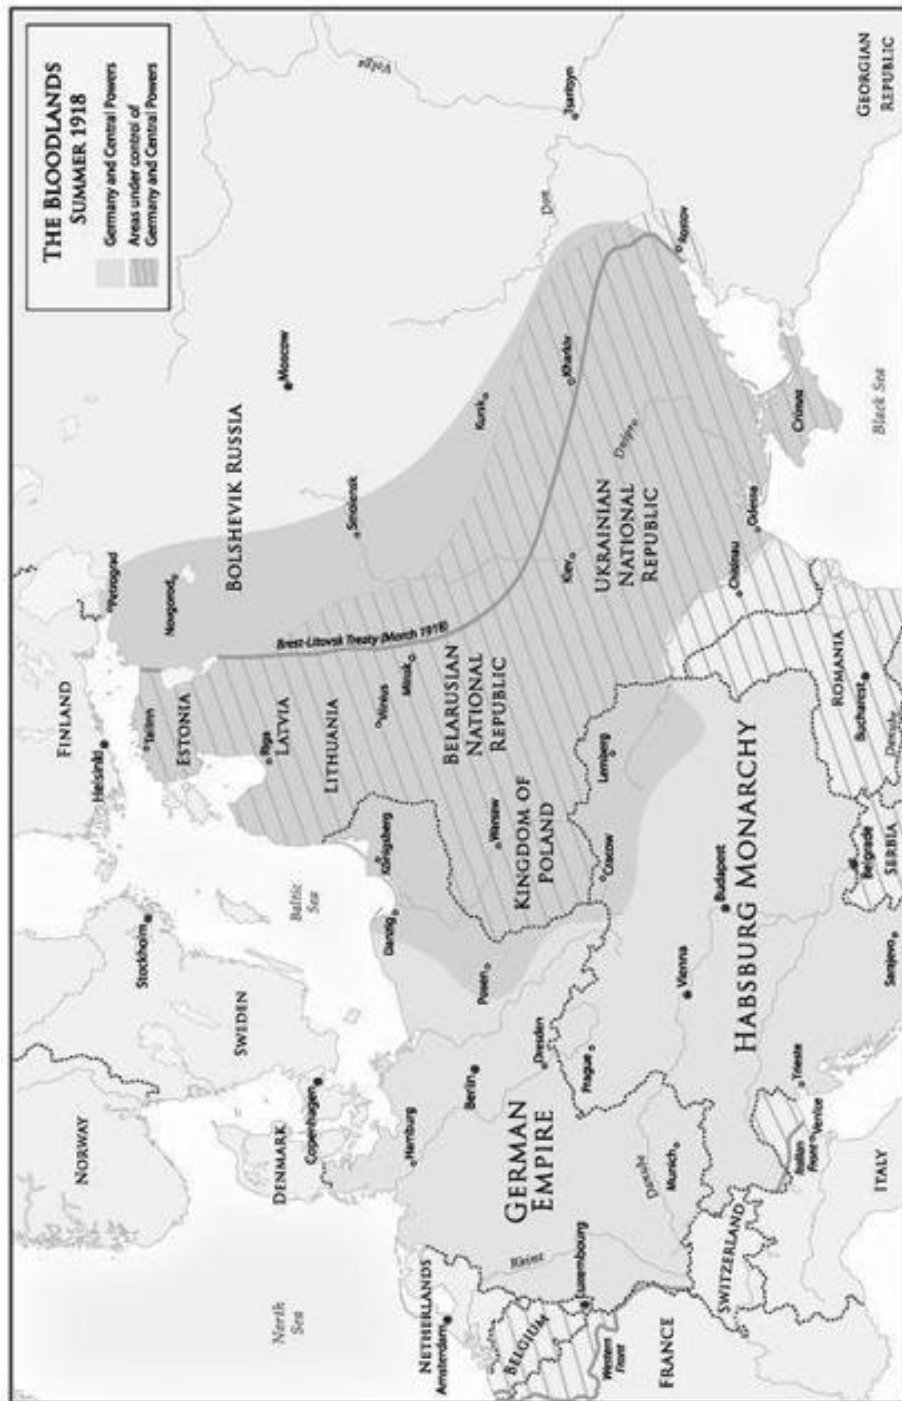 THE BLOODLANDS
SUMMER 1918
Germany and Central Powers
Areas under control of
Germany and Central Powers
NORWAY
SWEDEN
Stockholm
FINLAND
Helsinki
Petrograd
Novgorod
Tallinn
ESTONIA
BOLSHEVIK RUSSIA
Moscow
Volga
North
Sea
DENMARK
Copenhagen
Baltic
Sea
Riga
LATVIA
Brest-Litovsk Treaty (March 1918)
Smolensk
LITHUANIA
Vilnius
Minsk
Königsberg
Danzig
Hamburg
NETHERLANDS
Amsterdam
Berlin
Posen
Warsaw
BELARUSIAN
NATIONAL
REPUBLIC
Kursk
GERMAN
EMPIRE
KINGDOM OF
POLAND
Dresden
Rhine
BELGIUM
Luxembourg
Prague
Cracow
Lemberg
Kiev
Kharkiv
Don
Tsaritsyn
UKRAINIAN
NATIONAL
REPUBLIC
Dnipro
Western
Front
FRANCE
Danube
Munich
Vienna
Budapest
HABSBURG MONARCHY
SWITZERLAND
Trieste
Venice
Italian
Front
ITALY
Chisinau
Odessa
Rostov
Crimea
ROMANIA
Bucharest
Danube
Belgrade
SERBIA
Sarajevo
Black Sea
GEORGIAN
REPUBLIC